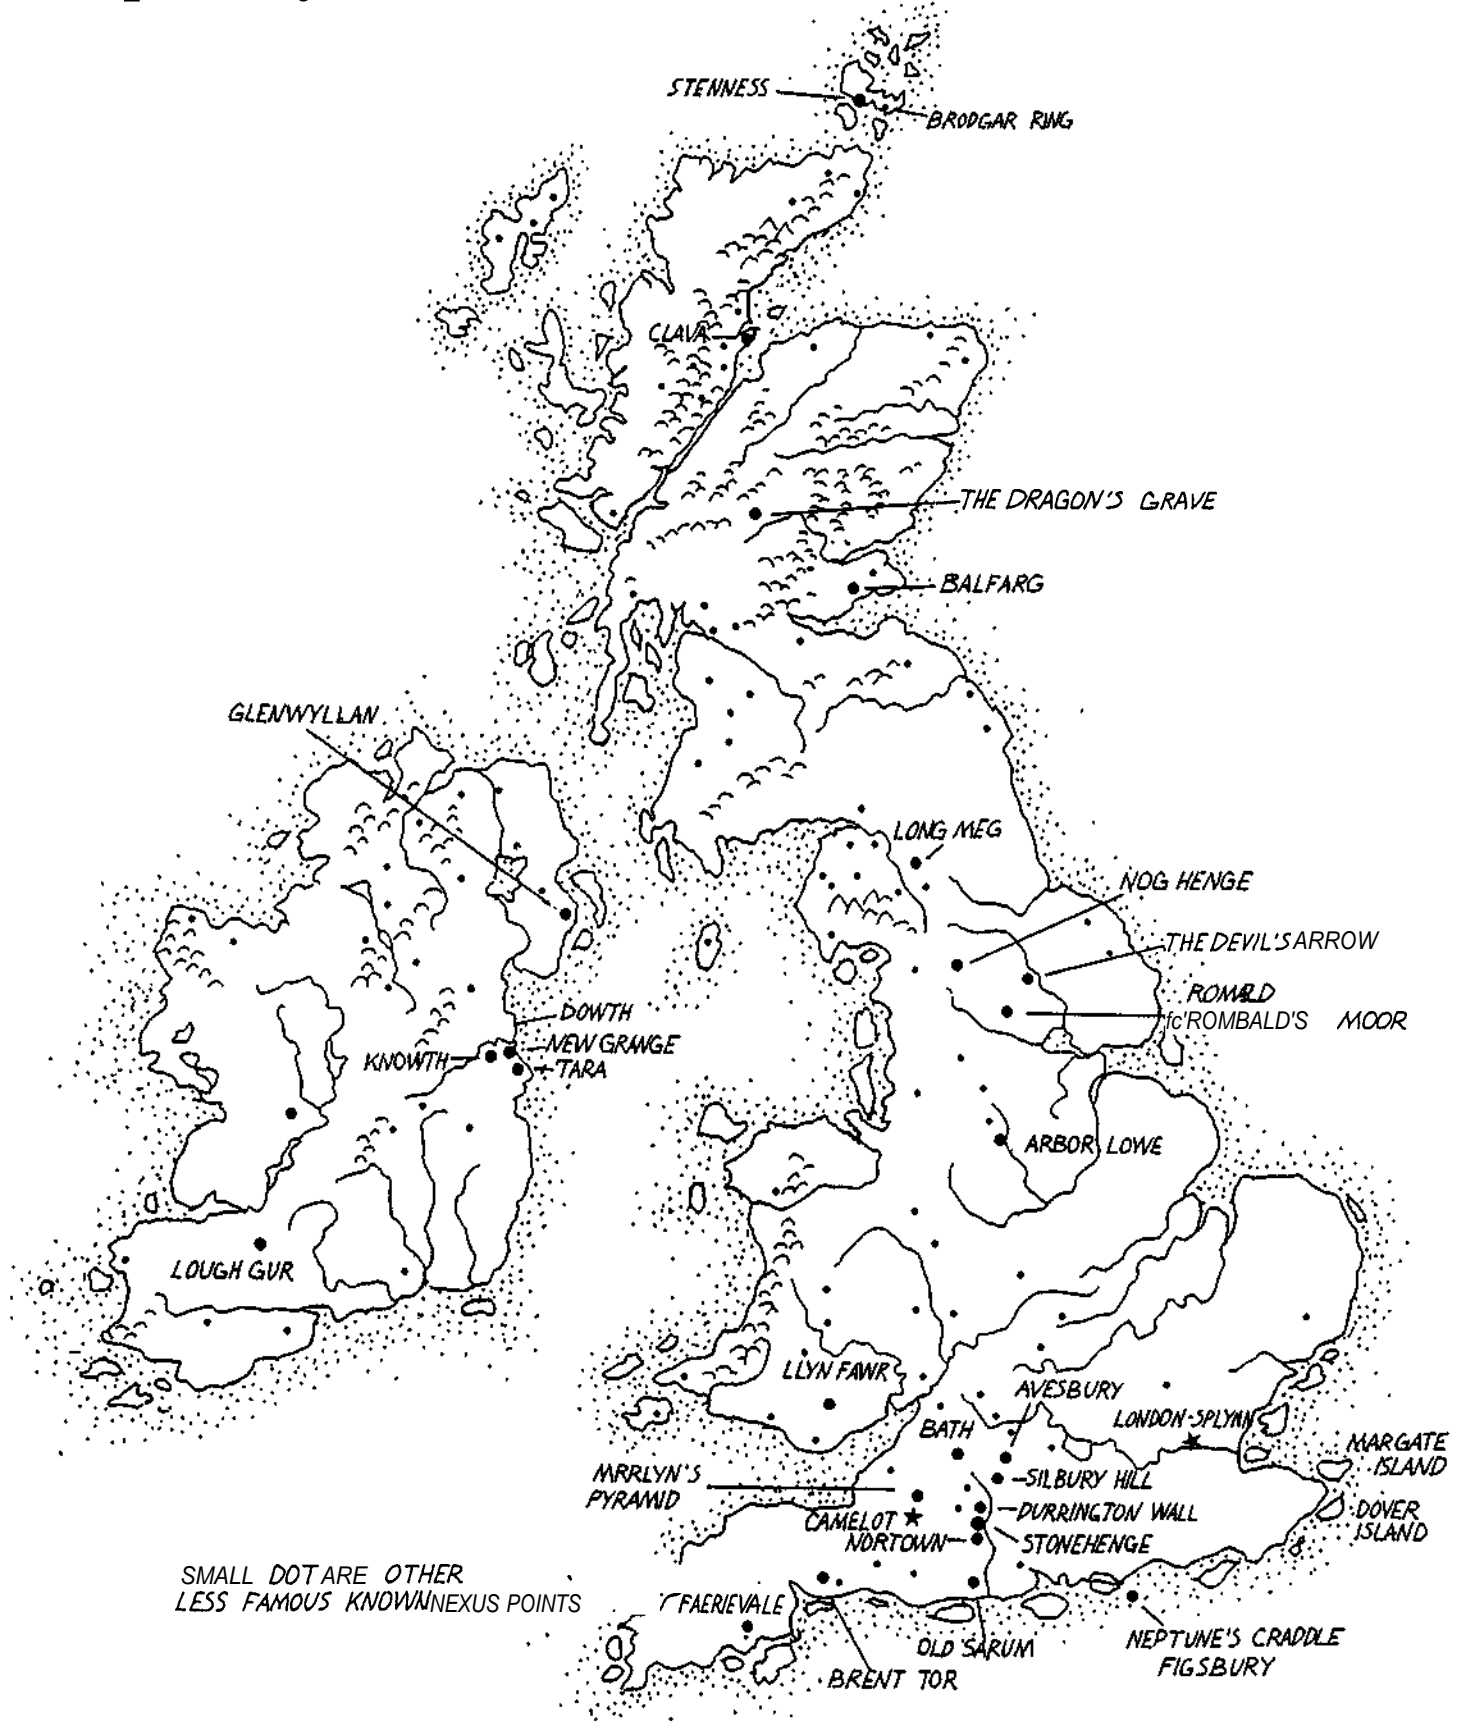 STENNESS
BRODGAR RING
CLAVA
THE DRAGON'S GRAVE
BALFARG
GLENWYLLAN
LONG MEG
NOG HENGE
THE DEVIL'S ARROW
ROMALD
fc'ROMBALD'S MOOR
DOWTH
NEW GRANGE
KNOWTH
TARA
ARBOR LOWE
LOUGH GUR
LLYN FAWR
AVESBURY
LONDON-SPLYNN
BATH
MARGATE
ISLAND
MRRLYN'S
PYRAMID
SILBURY HILL
CAMELOT
DURRINGTON WALL
DOVER
ISLAND
NORTOWN
STONEHENGE
SMALL DOT ARE OTHER
LESS FAMOUS KNOWN NEXUS POINTS
FAERIEVALE
OLD SARUM
NEPTUNE'S CRADDLE
FIGSBURY
BRENT TOR